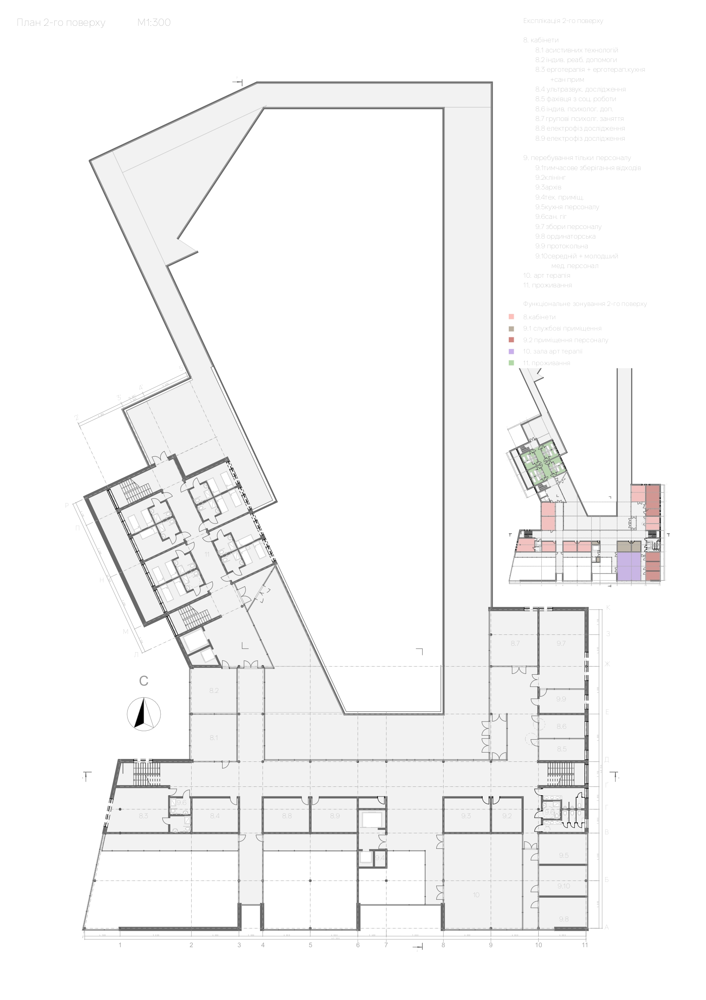 План 2-го поверху М1:300
Експлікація 2-го поверху
8. кабінети
8.1 асистивних технологій
8.2 індив. реаб. допомоги
8.3 ерготерапія + ерготерап.кухня
+сан прим
8.4 ультразвук. дослідження
8.5 фахівця з соц. роботи
8.6 індив. психолог. доп.
8.7 групові психолг. заняття
8.8 електрофіз дослідження
8.9 електрофіз дослідження
9. перебування тільки персоналу
9.1тимчасове зберігання відходів
9.2клінінг
9.3архів
9.4тех. приміщ.
9.5кухня персоналу
9.6сан. гіг
9.7 збори персоналу
9.8 ординаторська
9.9 протокольна
9.10середній + молодший
мед. персонал
10. арт терапія
11. проживання
Функціональне зонування 2-го поверху
8.кабінети
9.1 службові приміщення
9.2 приміщення персоналу
10. зала арт терапії
11. проживання
5'
4'
3'
2'
Р
П
Н
М
Л
11
С
8.7
9.7
8.2
9.9
8.1
8.6
8.5
9.6
8.3
8.4
8.8
8.9
9.3
9.2
9.6
9.4
9.5
9.10
10
9.8
К
З
Ж
Е
Д
Ґ
Г
В
Б
А
1 2 3 4 5 6 7 8 9 10 11